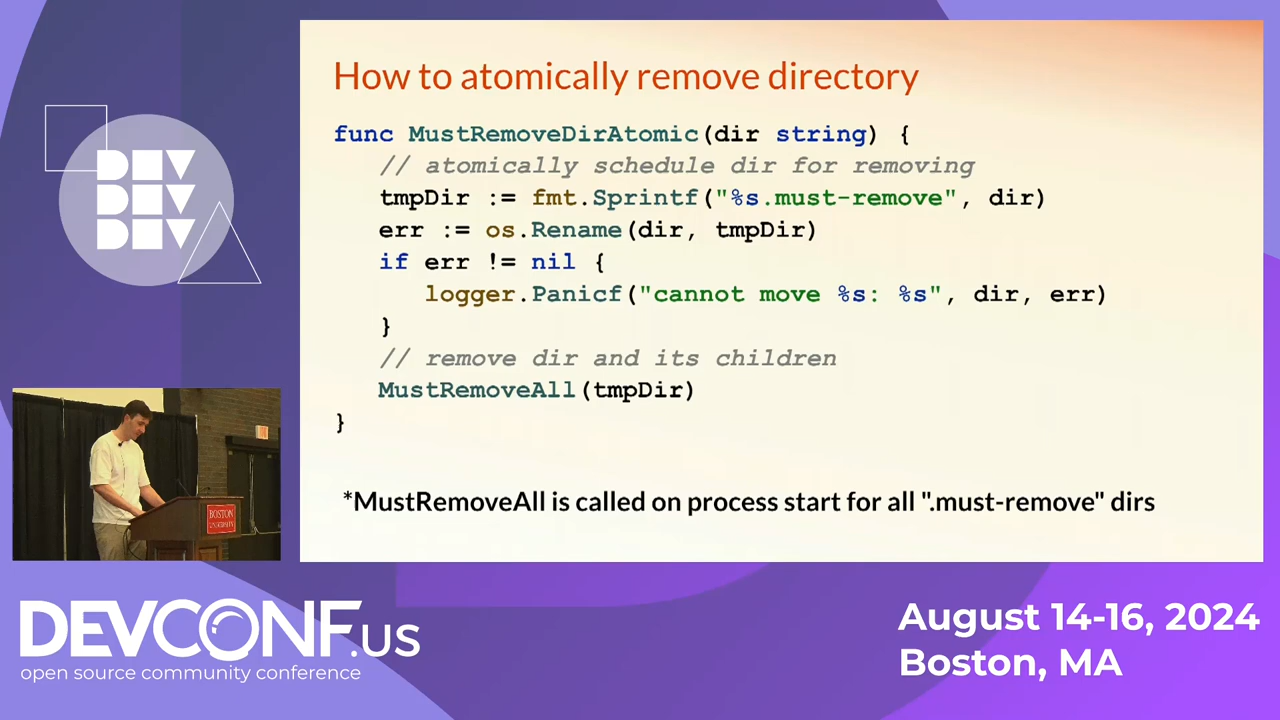 DEV
DEV
DEV
How to atomically remove directory
func MustRemoveDirAtomic(dir string) {
// atomically schedule dir for removing
tmpDir := fmt.Sprintf("%s.must-remove", dir)
err := os.Rename(dir, tmpDir)
if err != nil {
logger.Panicf("cannot move %s: %s", dir, err)
}
// remove dir and its children
MustRemoveAll(tmpDir)
}
*MustRemoveAll is called on process start for all ".must-remove" dirs
BOSTON
UNIVERSITY
DEVCONF.us
open source community conference
August 14-16, 2024
Boston, MA